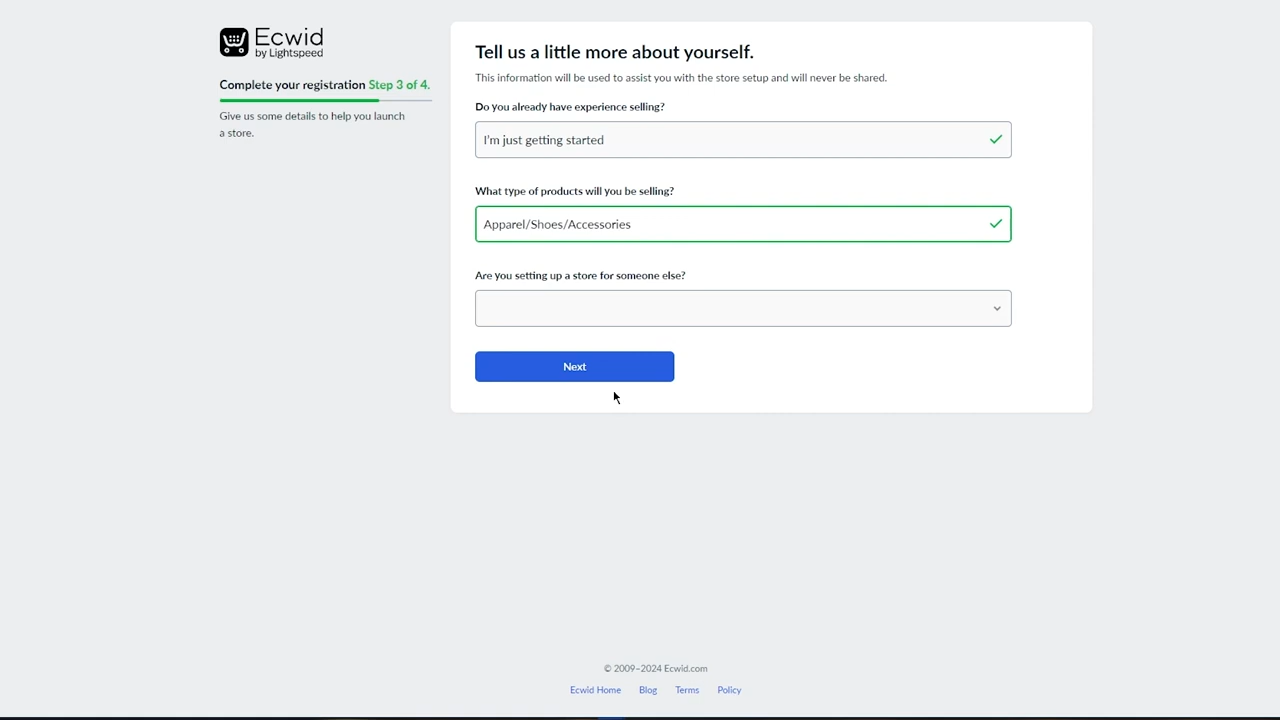 Ecwid
by Lightspeed
Complete your registration Step 3 of 4.
Give us some details to help you launch
a store.
Tell us a little more about yourself.
This information will be used to assist you with the store setup and will never be shared.
Do you already have experience selling?
I'm just getting started
What type of products will you be selling?
Apparel/Shoes/Accessories
Are you setting up a store for someone else?
Next
© 2009–2024 Ecwid.com
Ecwid Home Blog Terms Policy